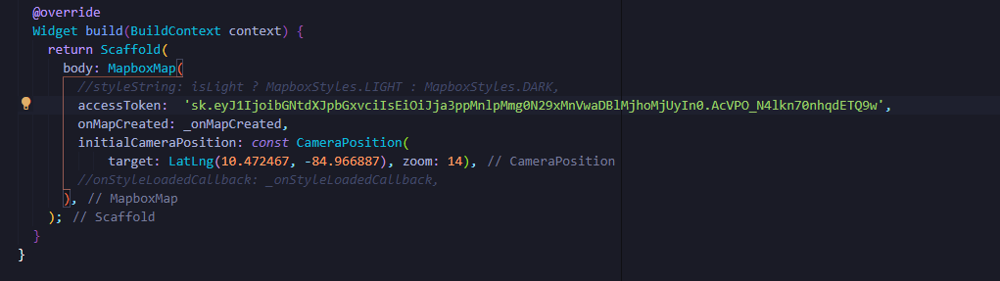 @override
Widget build(BuildContext context) {
return Scaffold(
body: MapboxMap(
//styleString: isLight ? MapboxStyles.LIGHT : MapboxStyles.DARK,
accessToken:  'sk.eyJ1IjoibGNtdXJpbGxvciIsEiOiJja3ppMnlpMmg0N29xMnVwaDBlMjhoMjUyIn0.AcVPO_N4lkn70nhqdETQ9w',
onMapCreated: _onMapCreated,
initialCameraPosition: const CameraPosition(
target: LatLng(10.472467, -84.966887), zoom: 14), // CameraPosition
//onStyleLoadedCallback: _onStyleLoadedCallback,
), // MapboxMap
); // Scaffold
}
}